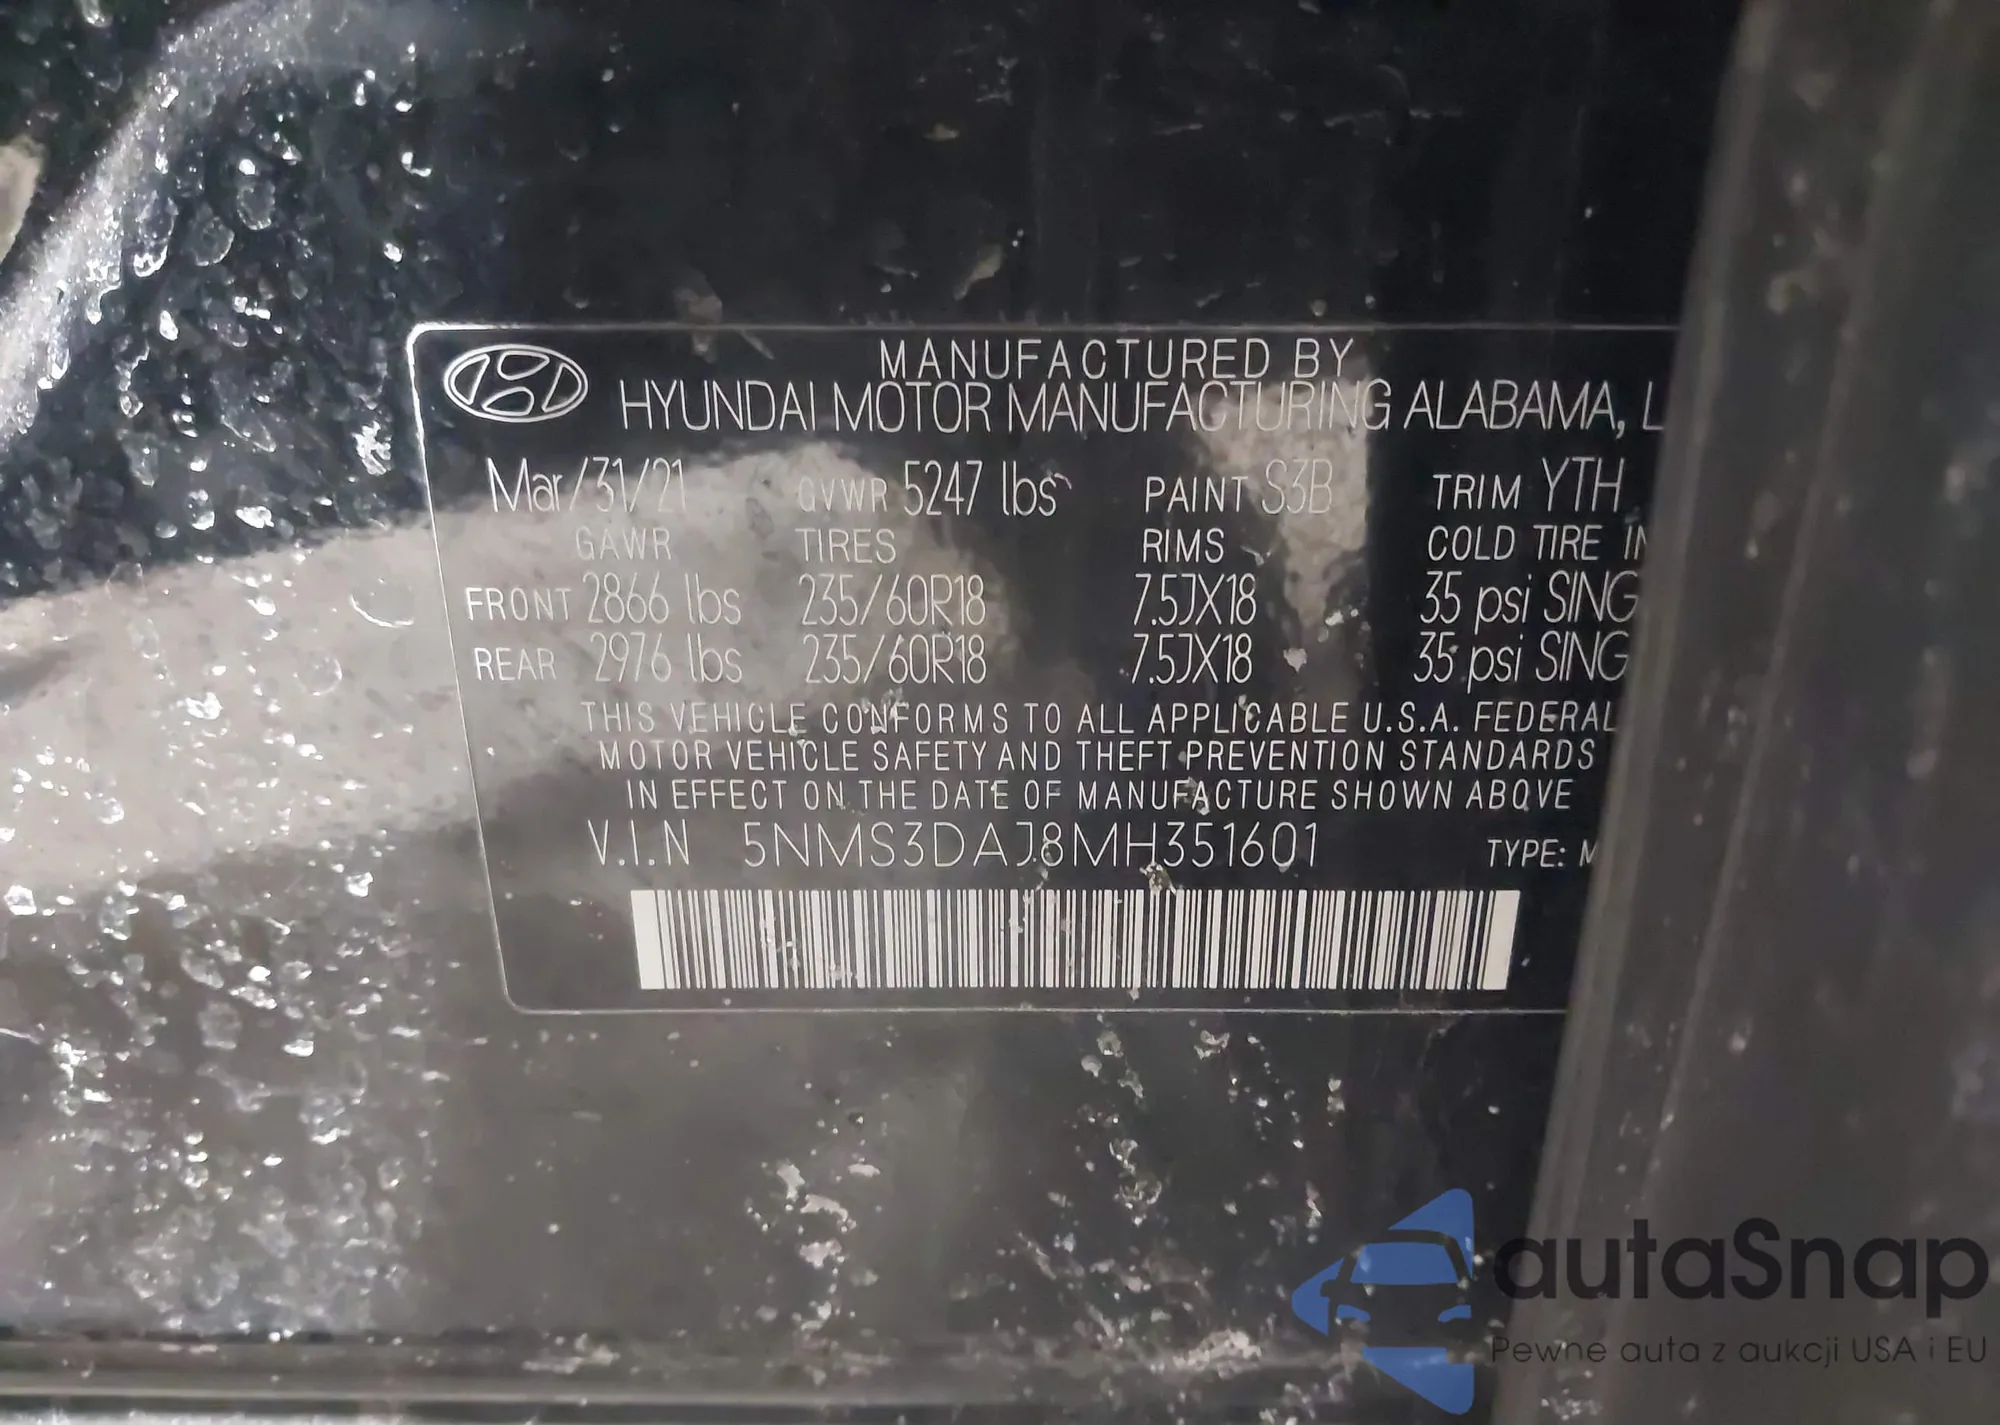 MANUFACTURED BY
HYUNDAI MOTOR MANUFACTURING ALABAMA, L
Mar/31/21 GVWR 5247 lbs PAINT S3B TRIM YTH
GAWR TIRES RIMS COLD TIRE IN
FRONT 2866 lbs 235/60R18 7.5JX18 35 psi SING
REAR 2976 lbs 235/60R18 7.5JX18 35 psi SING
THIS VEHICLE CONFORMS TO ALL APPLICABLE U.S.A. FEDERAL
MOTOR VEHICLE SAFETY AND THEFT PREVENTION STANDARDS
IN EFFECT ON THE DATE OF MANUFACTURE SHOWN ABOVE
V.I.N 5NMS3DAJ8MH351601 TYPE: M
autaSnap
Pewne auta z aukcji USA i EU